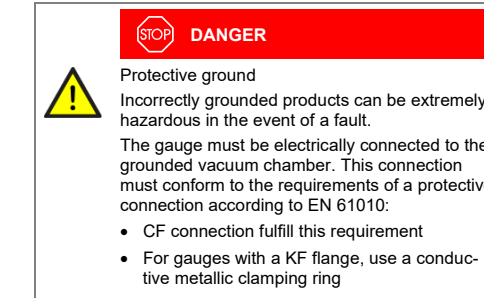 STOP DANGER
Protective ground
Incorrectly grounded products can be extremely
hazardous in the event of a fault.
The gauge must be electrically connected to the
grounded vacuum chamber. This connection
must conform to the requirements of a protectiv
connection according to EN 61010:
• CF connection fulfill this requirement
• For gauges with a KF flange, use a conduc-
tive metallic clamping ring